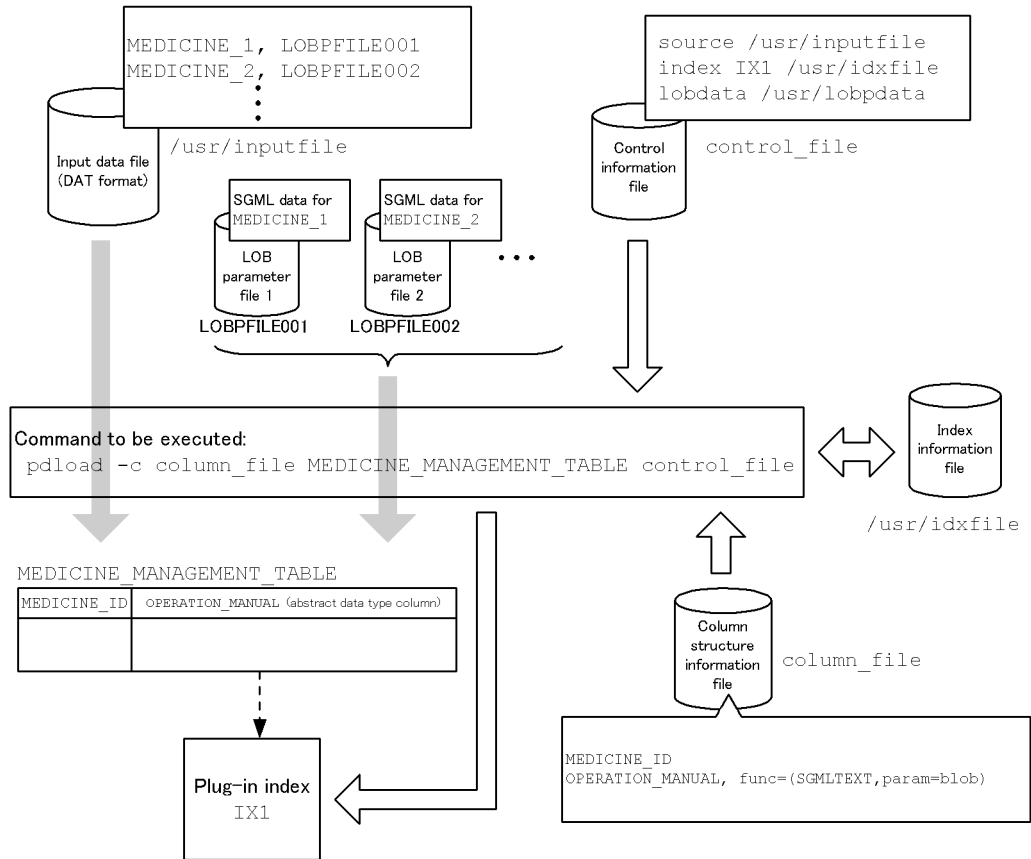 MEDICINE_1, LOBPFILE001
MEDICINE_2, LOBPFILE002
Input data file
(DAT format)
/usr/inputfile
source /usr/inputfile
index IX1 /usr/idxfile
lobdata /usr/lobpdata
Control
information
file
control_file
SGML data for
MEDICINE_1
LOB
parameter
file 1
LOBPFILE001
SGML data for
MEDICINE_2
LOB
parameter
file 2
LOBPFILE002
Command to be executed:
pdload -c column_file MEDICINE_MANAGEMENT_TABLE control_file
Index
information
file
/usr/idxfile
MEDICINE_MANAGEMENT_TABLE
MEDICINE_ID OPERATION_MANUAL (abstract data type column)
Column
structure
information
file
column_file
MEDICINE_ID
OPERATION_MANUAL, func=(SGMLTEXT,param=blob)
Plug-in index
IX1